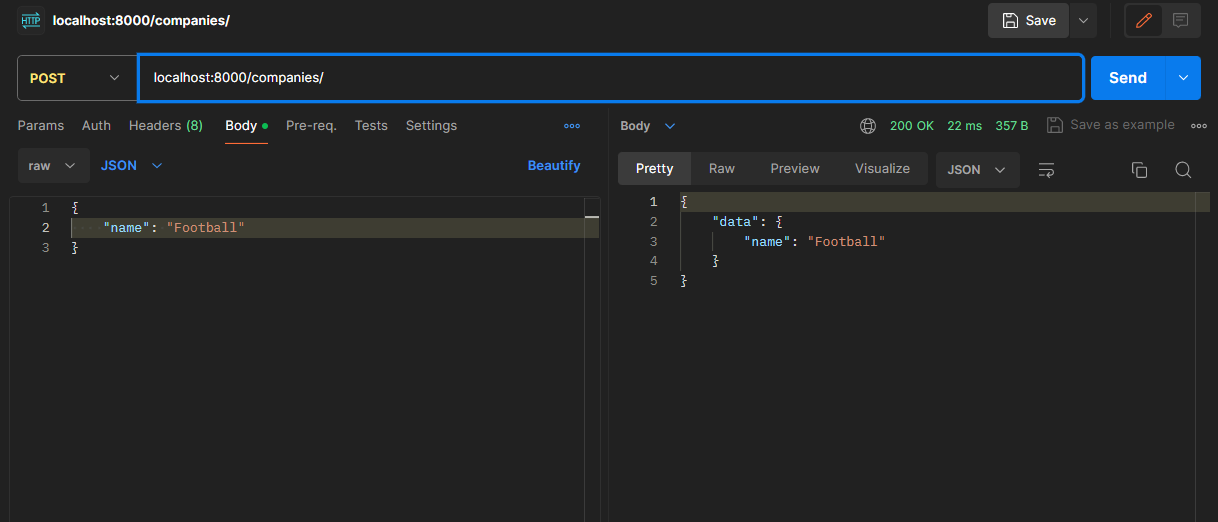 HTTP localhost:8000/companies/ Save
POST localhost:8000/companies/ Send
Params Auth Headers (8) Body Pre-req. Tests Settings
raw JSON Beautify
1 {
2 "name": "Football"
3 }
Body 200 OK 22 ms 357 B Save as example
Pretty Raw Preview Visualize JSON
1 {
2 "data": {
3 "name": "Football"
4 }
5 }